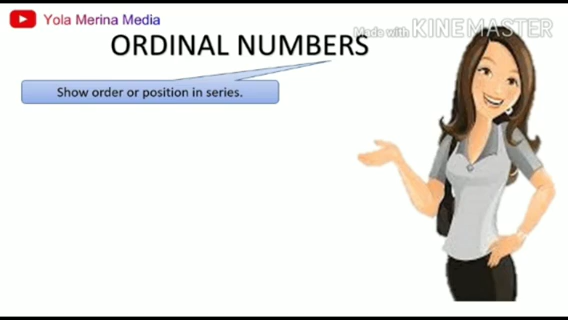 Yola Merina Media
Made with KINEMASTER
ORDINAL NUMBERS
Show order or position in series.